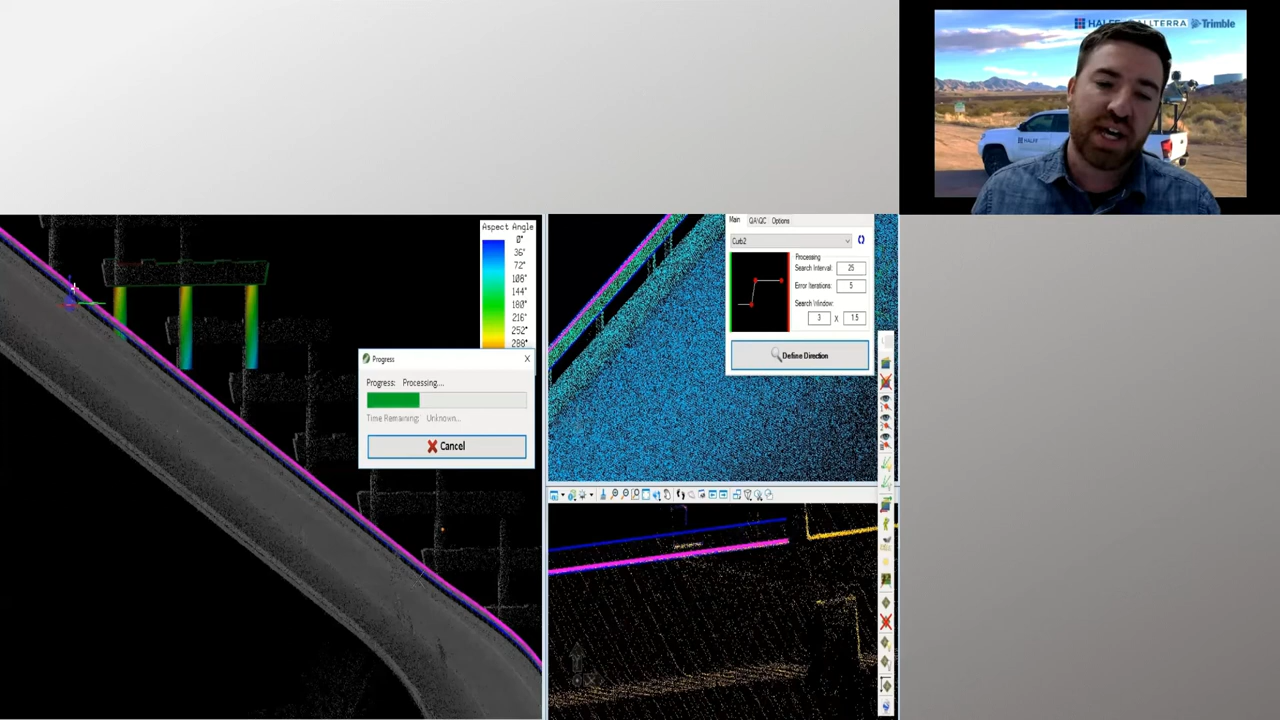 HALFF ALLTERRA Trimble
HALFF
Aspect Angle
0°
36°
72°
108°
144°
180°
216°
252°
288°
Progress
Progress: Processing....
Time Remaining: Unknown...
Cancel
Main QA\QC Options
Curb2
Processing
Search Interval: 25
Error Iterations: 5
Search Window:
3 X 1.5
Define Direction